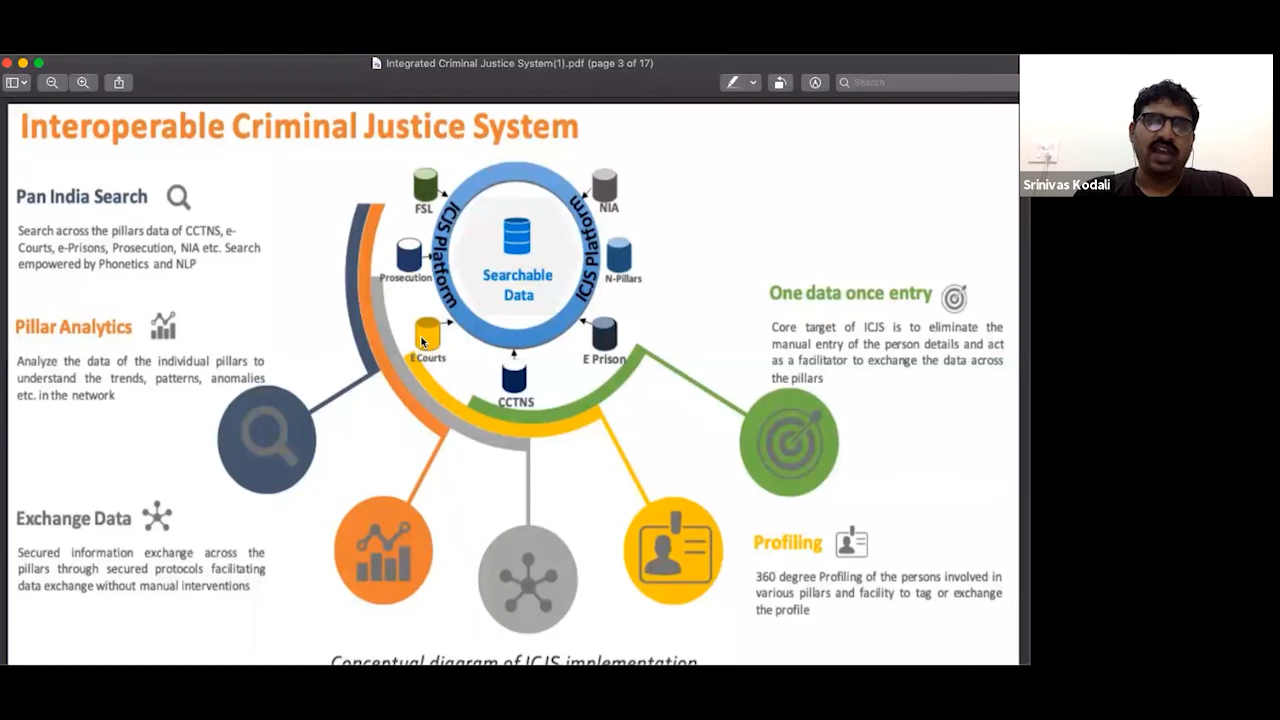 Integrated Criminal Justice System(1).pdf (page 3 of 17)
Search
Interoperable Criminal Justice System
Pan India Search
Search across the pillars data of CCTNS, e-
Courts, e-Prisons, Prosecution, NIA etc. Search
empowered by Phonetics and NLP
Pillar Analytics
Analyze the data of the individual pillars to
understand the trends, patterns, anomalies
etc. in the network
Exchange Data
Secured information exchange across the
pillars through secured protocols facilitating
data exchange without manual interventions
FSL
NIA
ICJS Platform
ICJS Platform
Prosecution
N-Pillars
Searchable
Data
E Courts
E Prison
CCTNS
One data once entry
Core target of ICJS is to eliminate the
manual entry of the person details and act
as a facilitator to exchange the data across
the pillars
Profiling
360 degree Profiling of the persons involved in
various pillars and facility to tag or exchange
the profile
Conceptual diagram of ICJS implementation
Srinivas Kodali